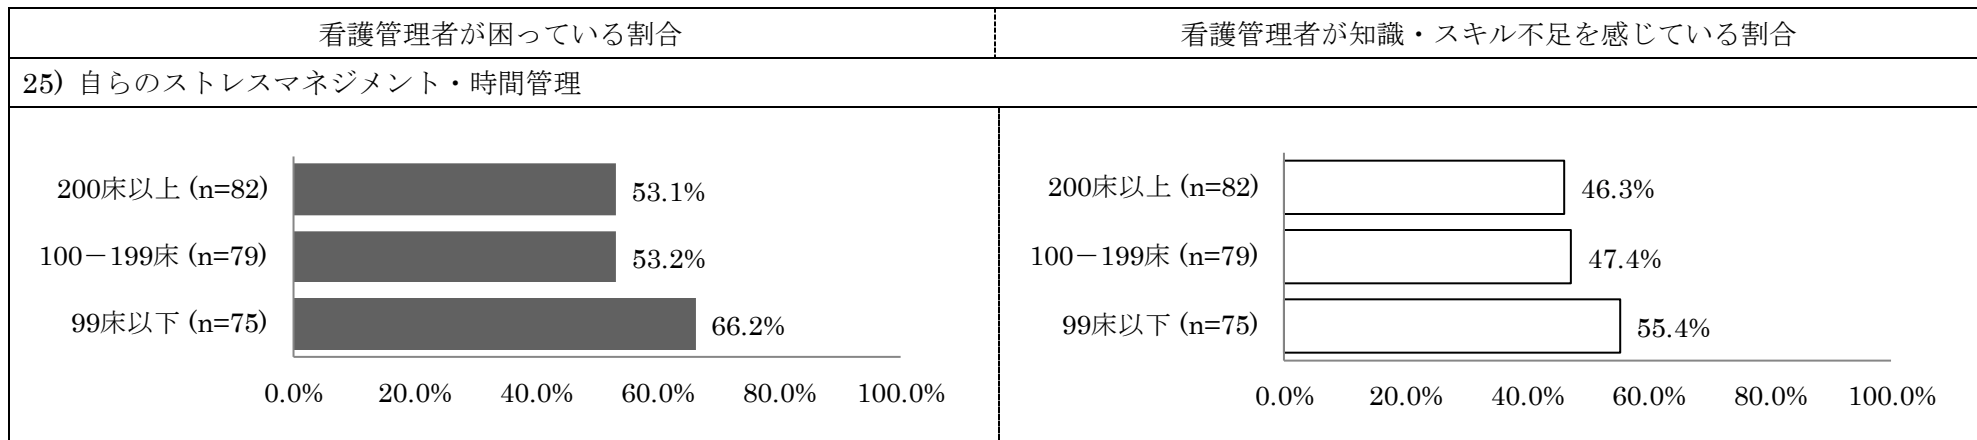 看護管理者が困っている割合
看護管理者が知識・スキル不足を感じている割合
25) 自らのストレスマネジメント・時間管理
200床以上 (n=82) 53.1%
100－199床 (n=79) 53.2%
99床以下 (n=75) 66.2%
0.0% 20.0% 40.0% 60.0% 80.0% 100.0%
200床以上 (n=82) 46.3%
100－199床 (n=79) 47.4%
99床以下 (n=75) 55.4%
0.0% 20.0% 40.0% 60.0% 80.0% 100.0%